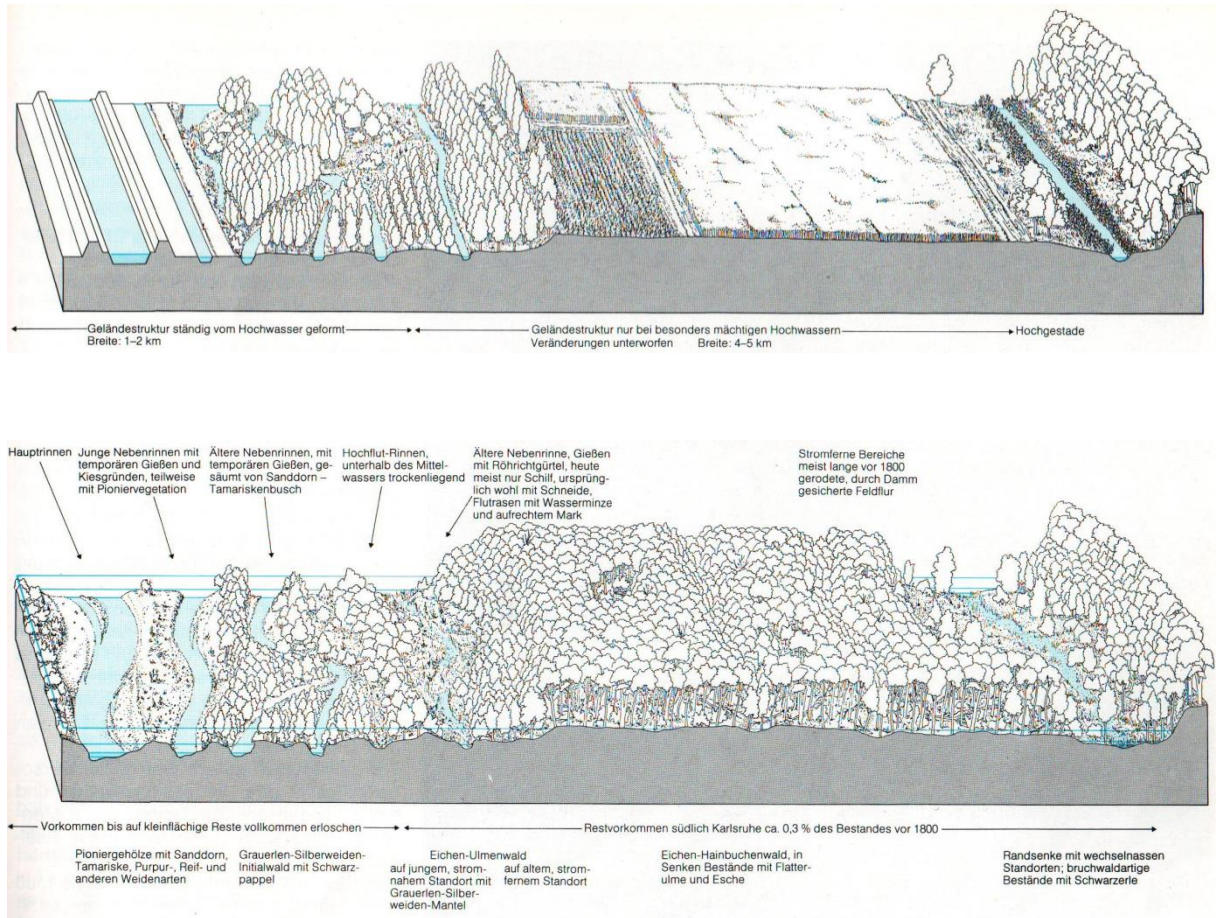 Geländestruktur ständig vom Hochwasser geformt
Breite: 1–2 km
Geländestruktur nur bei besonders mächtigen Hochwassern
Veränderungen unterworfen Breite: 4–5 km
Hochgestade
Hauptrinnen
Junge Nebenrinnen mit
temporären Gießen und
Kiesgründen, teilweise
mit Pioniervegetation
Ältere Nebenrinnen, mit
temporären Gießen, ge-
säumt von Sanddorn –
Tamariskenbusch
Hochflut-Rinnen,
unterhalb des Mittel-
wassers trockenliegend
Ältere Nebenrinne, Gießen
mit Röhrichtgürtel, heute
meist nur Schilf, ursprüng-
lich wohl mit Schneide,
Flutrasen mit Wasserminze
und aufrechtem Mark
Stromferne Bereiche
meist lange vor 1800
gerodete, durch Damm
gesicherte Feldflur
Vorkommen bis auf kleinflächige Reste vollkommen erloschen
Restvorkommen südlich Karlsruhe ca. 0,3 % des Bestandes vor 1800
Pioniergehölze mit Sanddorn,
Tamariske, Purpur-, Reif- und
anderen Weidenarten
Grauerlen-Silberweiden-
Initialwald mit Schwarz-
pappel
Eichen-Ulmenwald
auf jungem, strom-
nahem Standort mit
Grauerlen-Silber-
weiden-Mantel
auf altem, strom-
fernem Standort
Eichen-Hainbuchenwald, in
Senken Bestände mit Flatter-
ulme und Esche
Randsenke mit wechselnassen
Standorten; bruchwaldartige
Bestände mit Schwarzerle